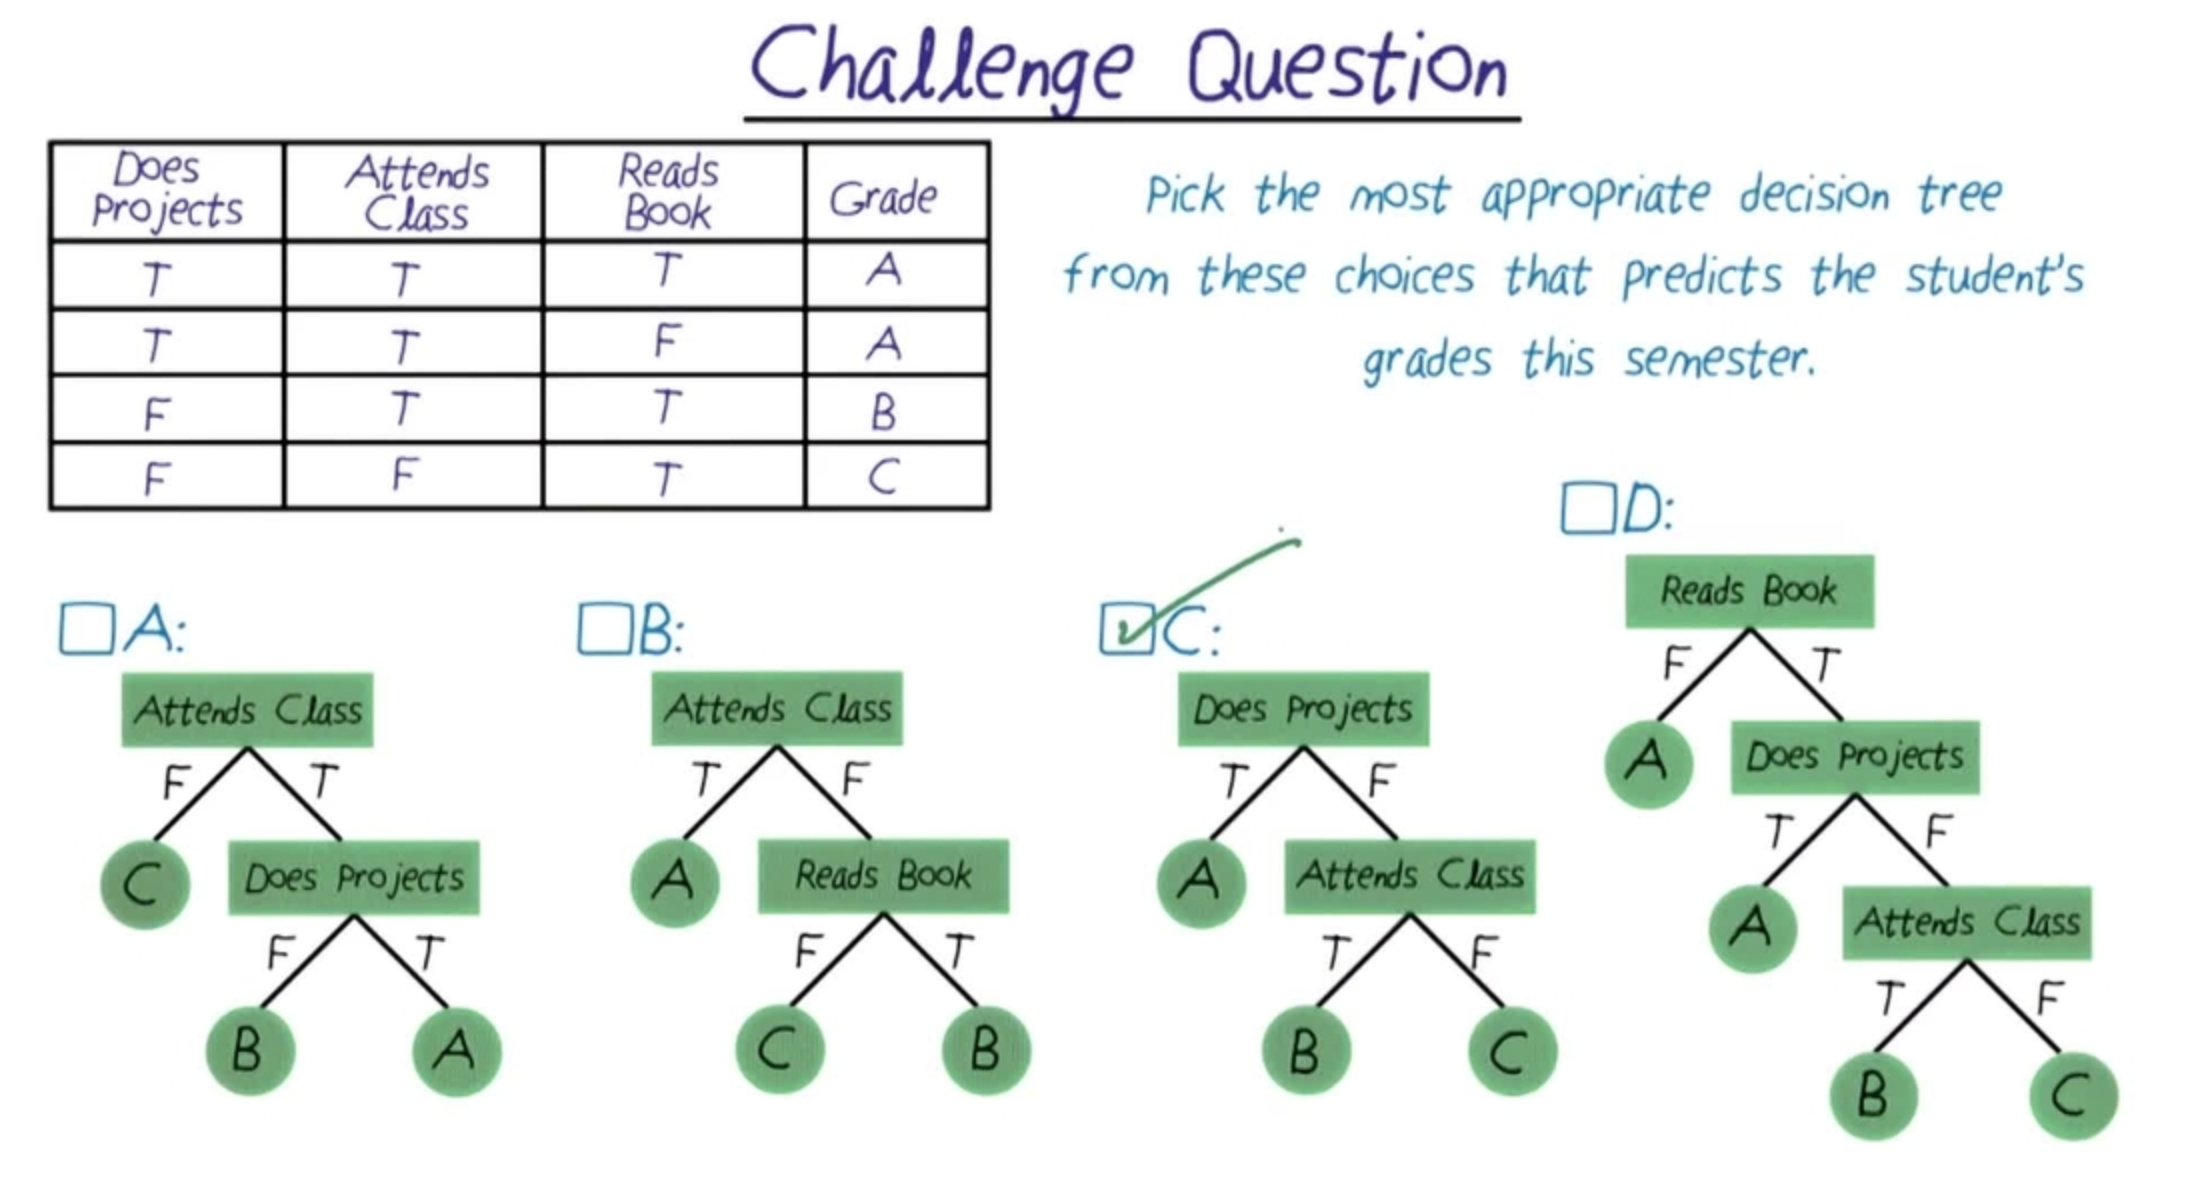 Challenge Question
Does Projects Attends Class Reads Book Grade
T T T A
T T F A
F T T B
F F T C
Pick the most appropriate decision tree
from these choices that predicts the student's
grades this semester.
A:
Attends Class
F T
C Does Projects
F T
B A
B:
Attends Class
T F
A Reads Book
F T
C B
C:
Does Projects
T F
A Attends Class
T F
B C
D:
Reads Book
F T
A Does Projects
T F
A Attends Class
T F
B C